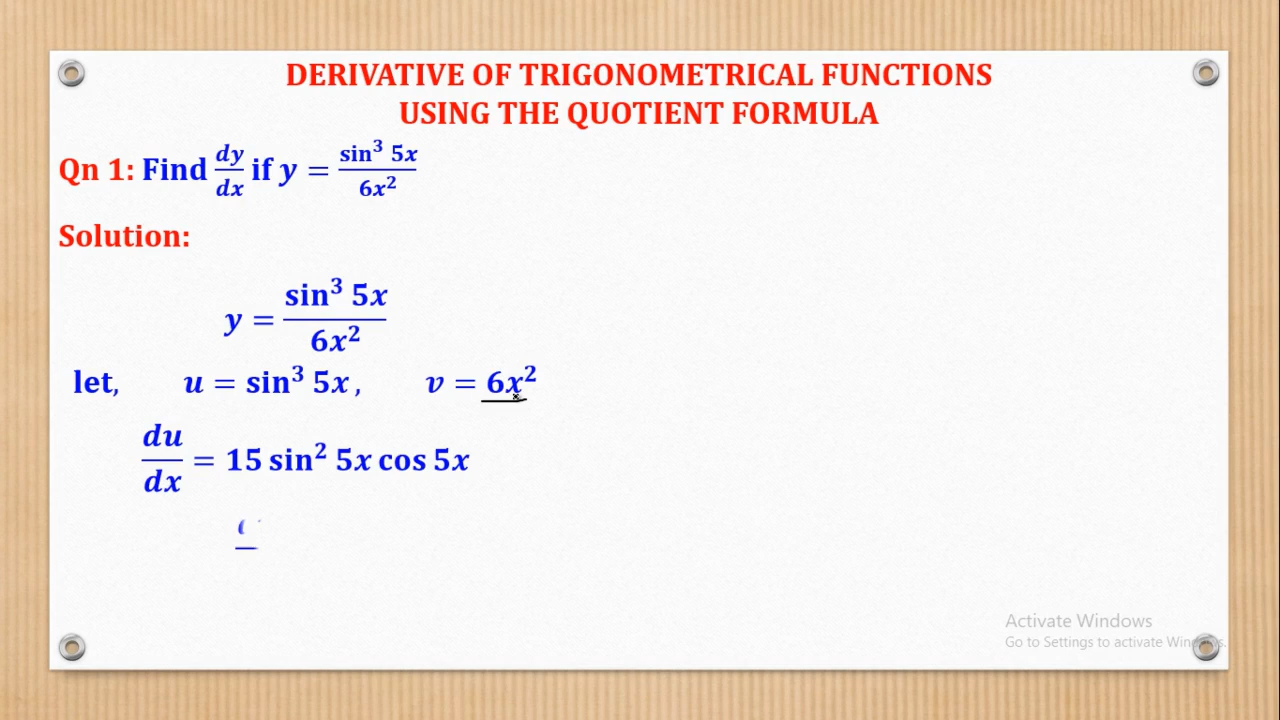 DERIVATIVE OF TRIGONOMETRICAL FUNCTIONS
USING THE QUOTIENT FORMULA
Qn 1: Find dy/dx if y = sin³ 5x / 6x²
Solution:
y = sin³ 5x / 6x²
let, u = sin³ 5x , v = 6x²
du/dx = 15 sin² 5x cos 5x
Activate Windows
Go to Settings to activate Windows.